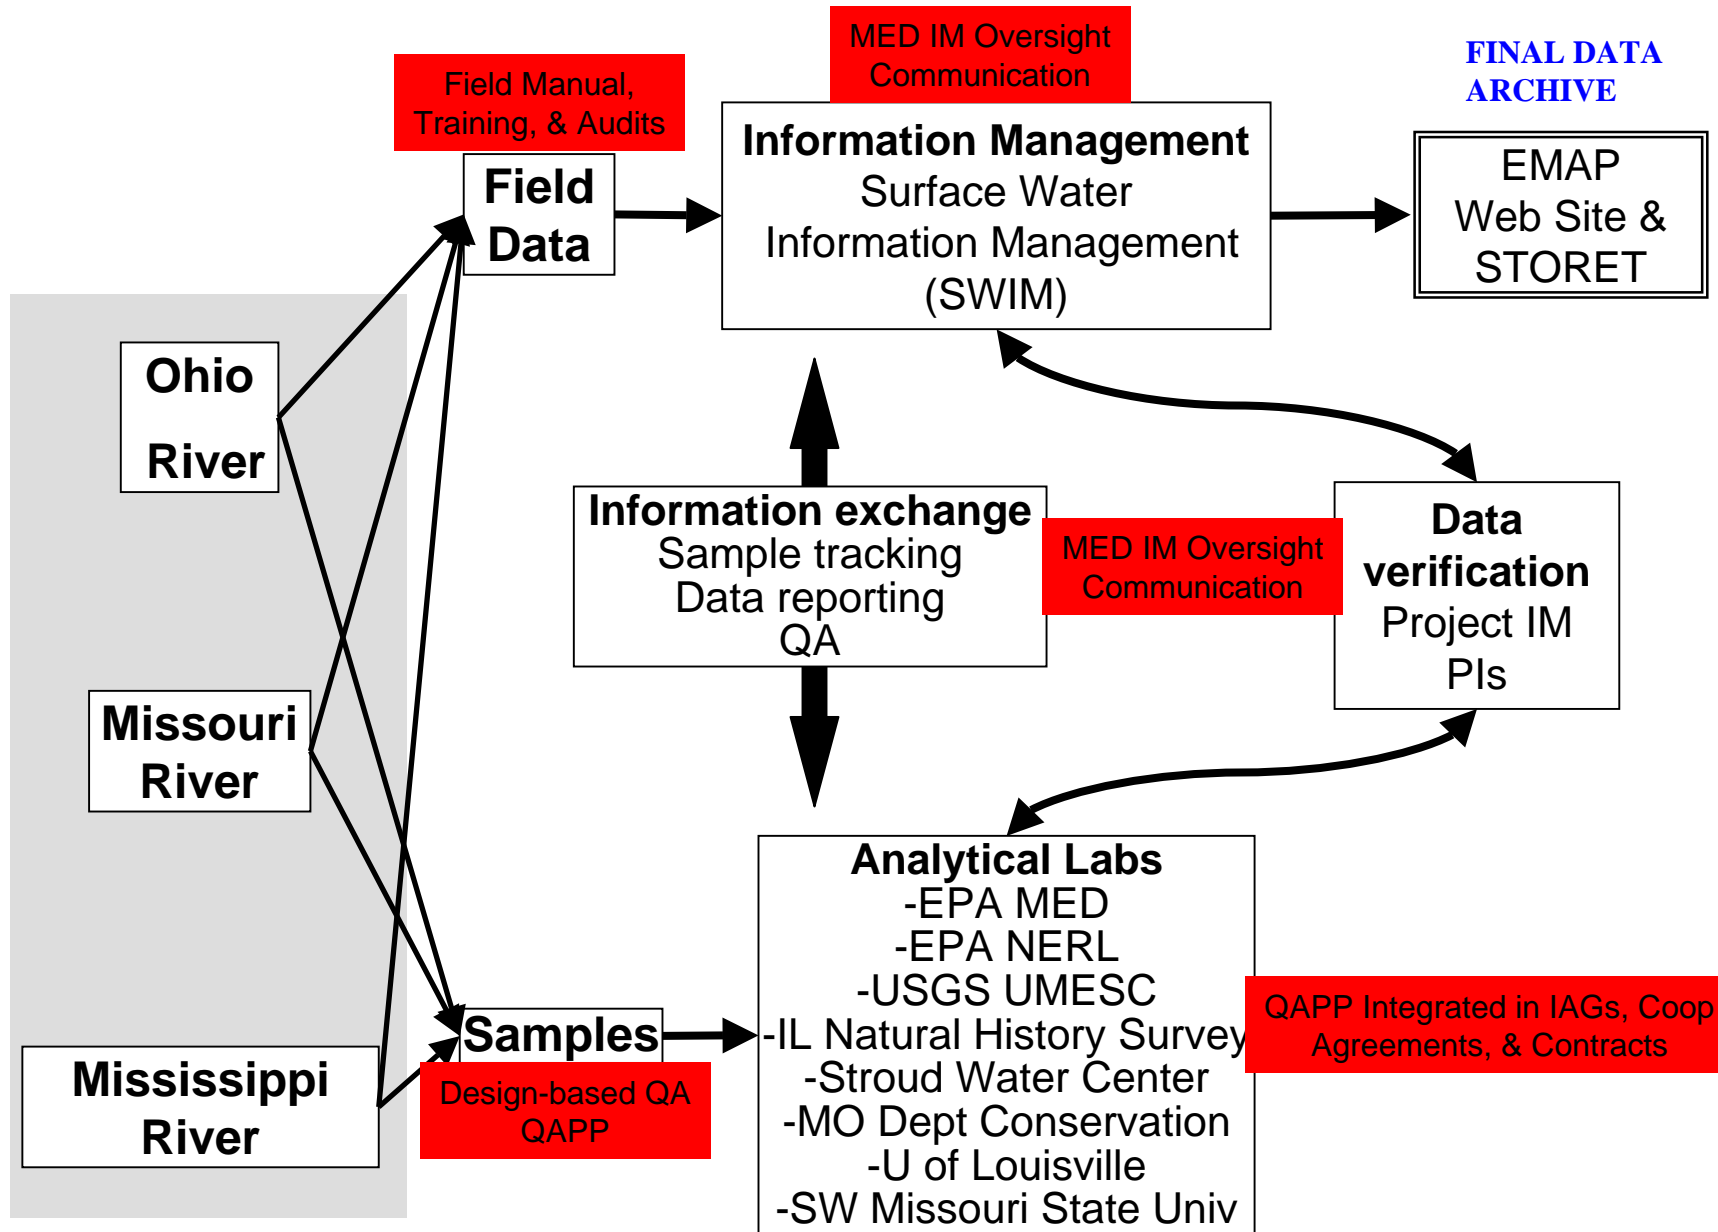 MED IM Oversight
Communication
FINAL DATA
ARCHIVE
Field Manual,
Training, & Audits
Field
Data
Information Management
Surface Water
Information Management
(SWIM)
EMAP
Web Site &
STORET
Ohio
River
Information exchange
Sample tracking
Data reporting
QA
MED IM Oversight
Communication
Data
verification
Project IM
PIs
Missouri
River
Mississippi
River
Samples
Design-based QA
QAPP
Analytical Labs
-EPA MED
-EPA NERL
-USGS UMESC
-IL Natural History Survey
-Stroud Water Center
-MO Dept Conservation
-U of Louisville
-SW Missouri State Univ
QAPP Integrated in IAGs, Coop
Agreements, & Contracts